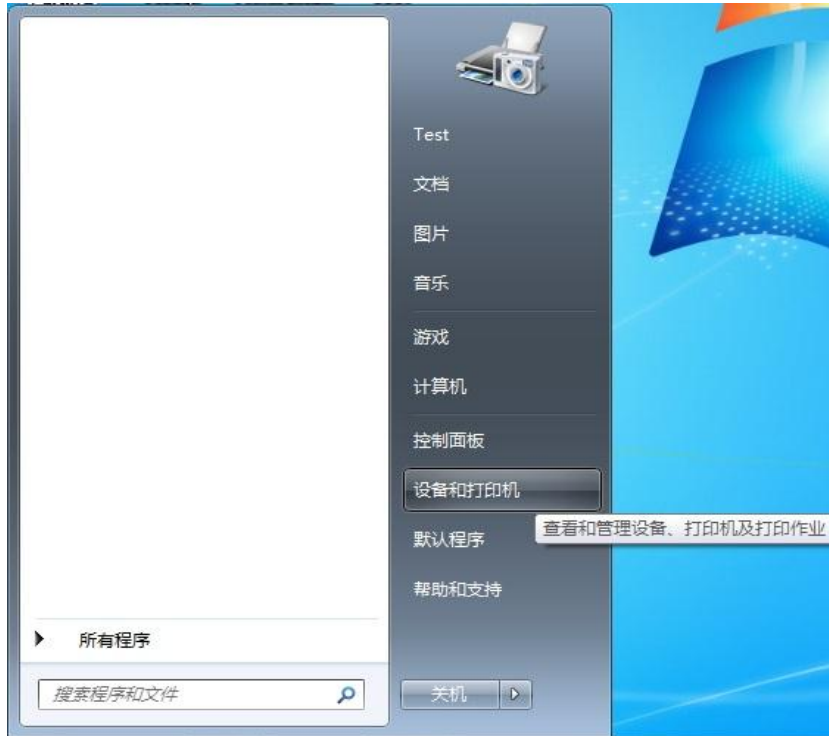 Test
文档
图片
音乐
游戏
计算机
控制面板
设备和打印机
查看和管理设备、打印机及打印作业
默认程序
帮助和支持
所有程序
搜索程序和文件
关机